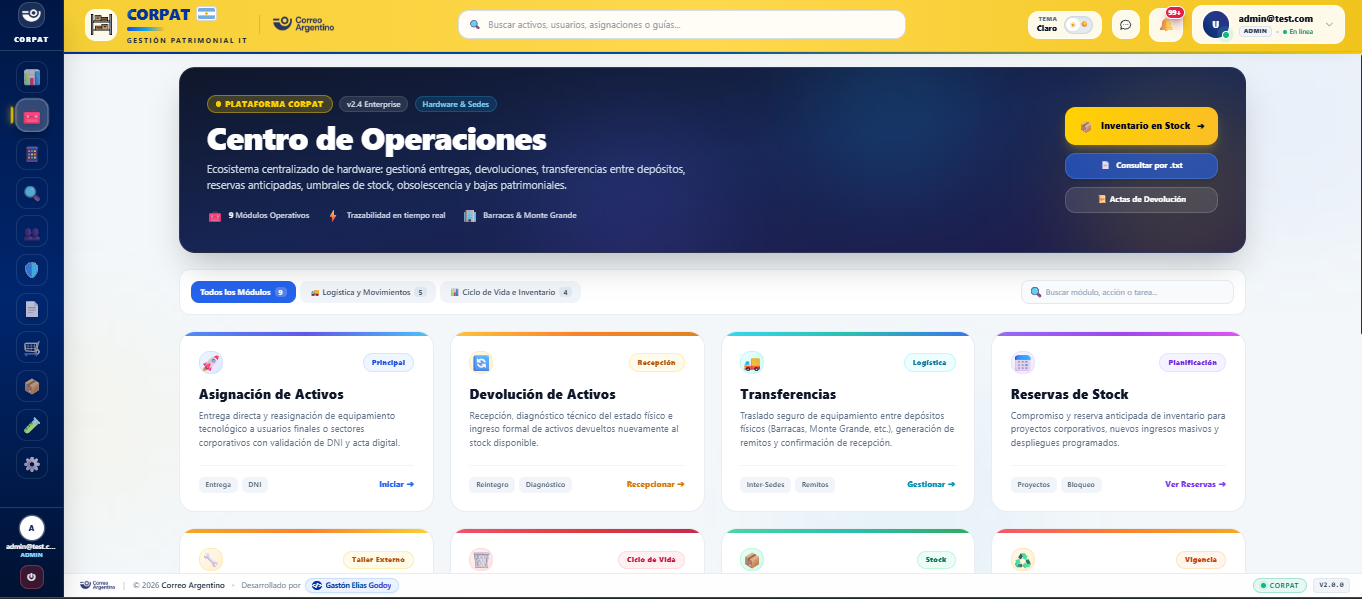 CORPAT
CORPAT
GESTIÓN PATRIMONIAL IT
Correo
Argentino
Buscar activos, usuarios, asignaciones o guías...
TEMA
Claro
99+
U
admin@test.com
ADMIN
En línea
PLATAFORMA CORPAT
v2.4 Enterprise
Hardware & Sedes
Centro de Operaciones
Ecosistema centralizado de hardware: gestioná entregas, devoluciones, transferencias entre depósitos,
reservas anticipadas, umbrales de stock, obsolescencia y bajas patrimoniales.
9 Módulos Operativos
Trazabilidad en tiempo real
Barracas & Monte Grande
Inventario en Stock →
Consultar por .txt
Actas de Devolución
Todos los Módulos 9
Logística y Movimientos 5
Ciclo de Vida e Inventario 4
Buscar módulo, acción o tarea...
Principal
Asignación de Activos
Entrega directa y reasignación de equipamiento
tecnológico a usuarios finales o sectores
corporativos con validación de DNI y acta digital.
Entrega
DNI
Iniciar →
Recepción
Devolución de Activos
Recepción, diagnóstico técnico del estado físico e
ingreso formal de activos devueltos nuevamente al
stock disponible.
Reintegro
Diagnóstico
Recepcionar →
Logística
Transferencias
Traslado seguro de equipamiento entre depósitos
físicos (Barracas, Monte Grande, etc.), generación de
remitos y confirmación de recepción.
Inter-Sedes
Remitos
Gestionar →
Planificación
Reservas de Stock
Compromiso y reserva anticipada de inventario para
proyectos corporativos, nuevos ingresos masivos y
despliegues programados.
Proyectos
Bloqueo
Ver Reservas →
Taller Externo
Ciclo de Vida
Stock
Vigencia
A
admin@test.c...
ADMIN
Correo
Argentino
© 2026 Correo Argentino
•
Desarrollado por
Gastón Elias Godoy
CORPAT
V2.0.0